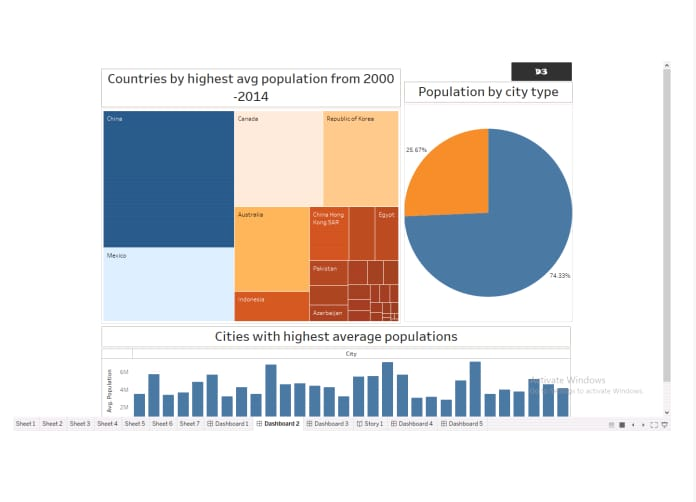 D3
Countries by highest avg population from 2000
-2014
Population by city type
China
Canada
Republic of Korea
25.67%
Australia
China Hong
Kong SAR
Egypt
Mexico
Pakistan
74.33%
Indonesia
Azerbaijan
Cities with highest average populations
City
Avg. Population
6M
4M
2M
Activate Windows
to activate Windows.
Sheet 1 Sheet 2 Sheet 3 Sheet 4 Sheet 5 Sheet 6 Sheet 7 Dashboard 1 Dashboard 2 Dashboard 3 Story 1 Dashboard 4 Dashboard 5